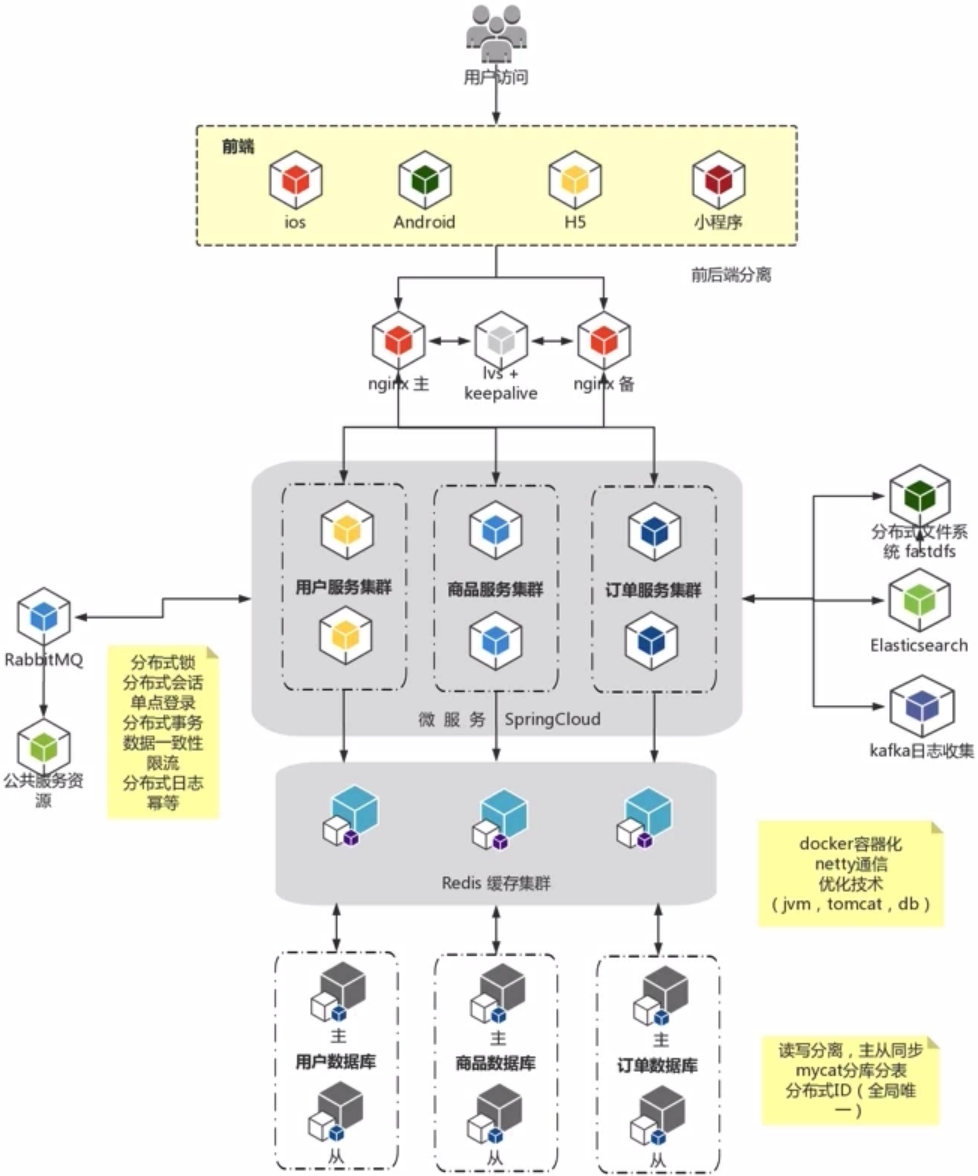 用户访问
前端
ios
Android
H5
小程序
前后端分离
nginx 主
lvs +
keepalive
nginx 备
用户服务集群
商品服务集群
订单服务集群
微 服 务 SpringCloud
分布式文件系
统 fastdfs
Elasticsearch
kafka日志收集
RabbitMQ
公共服务资
源
分布式锁
分布式会话
单点登录
分布式事务
数据一致性
限流
分布式日志
幂等
Redis 缓存集群
docker容器化
netty通信
优化技术
（jvm，tomcat，db）
主
用户数据库
从
主
商品数据库
从
主
订单数据库
从
读写分离，主从同步
mycat分库分表
分布式ID（全局唯
一）